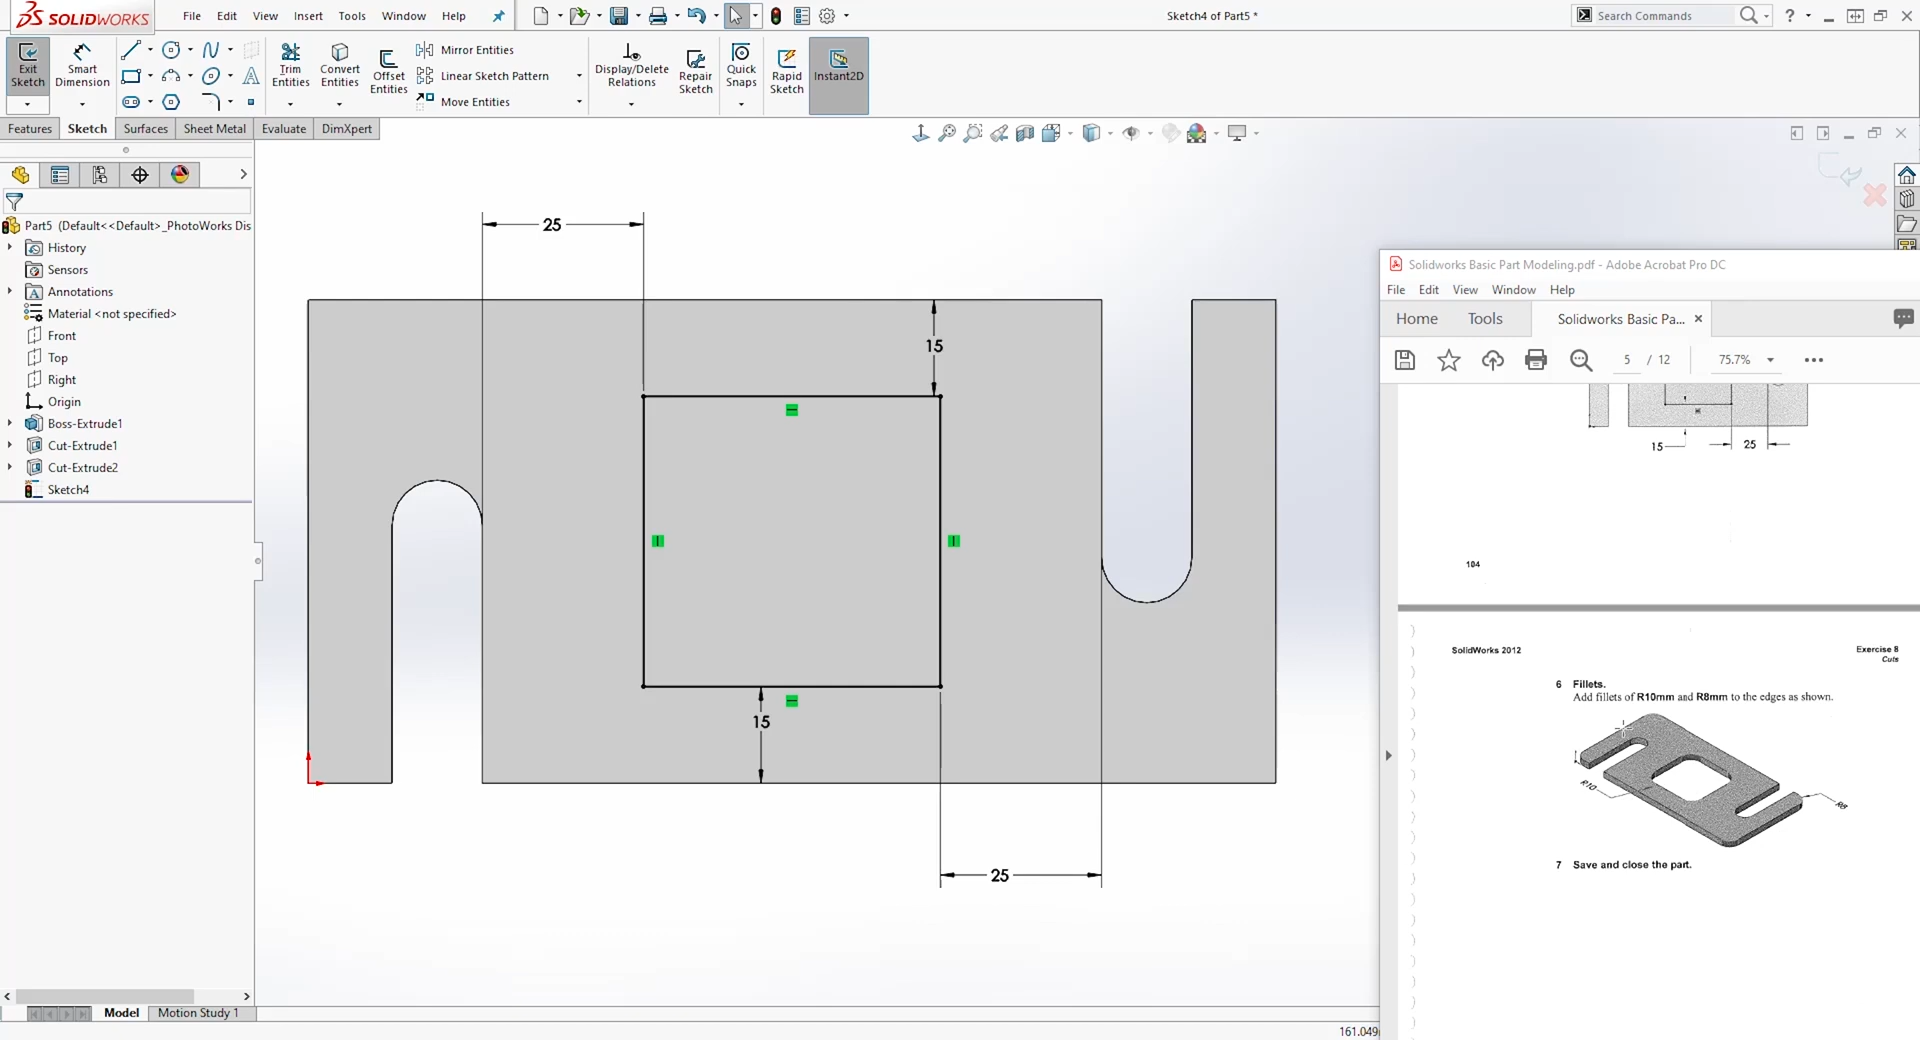 SOLIDWORKS
File Edit View Insert Tools Window Help
Sketch4 of Part5 *
Search Commands
Exit Sketch
Smart Dimension
Trim Entities
Convert Entities
Offset Entities
Mirror Entities
Linear Sketch Pattern
Move Entities
Display/Delete Relations
Repair Sketch
Quick Snaps
Rapid Sketch
Instant2D
Features Sketch Surfaces Sheet Metal Evaluate DimXpert
Part5 (Default<<Default>_PhotoWorks Dis
History
Sensors
Annotations
Material <not specified>
Front
Top
Right
Origin
Boss-Extrude1
Cut-Extrude1
Cut-Extrude2
Sketch4
25
15
15
25
Model Motion Study 1
161.049
Solidworks Basic Part Modeling.pdf - Adobe Acrobat Pro DC
File Edit View Window Help
Home Tools Solidworks Basic Pa... ×
5 / 12 75.7%
15 25
104
SolidWorks 2012 Exercise 8
Cuts
6 Fillets.
Add fillets of R10mm and R8mm to the edges as shown.
R10
R8
7 Save and close the part.